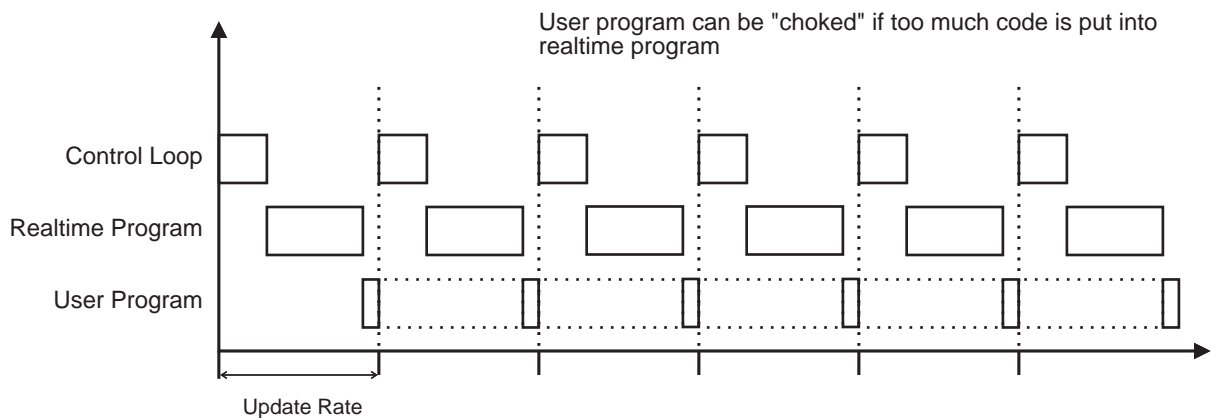 User program can be "choked" if too much code is put into
realtime program
Control Loop
Realtime Program
User Program
Update Rate